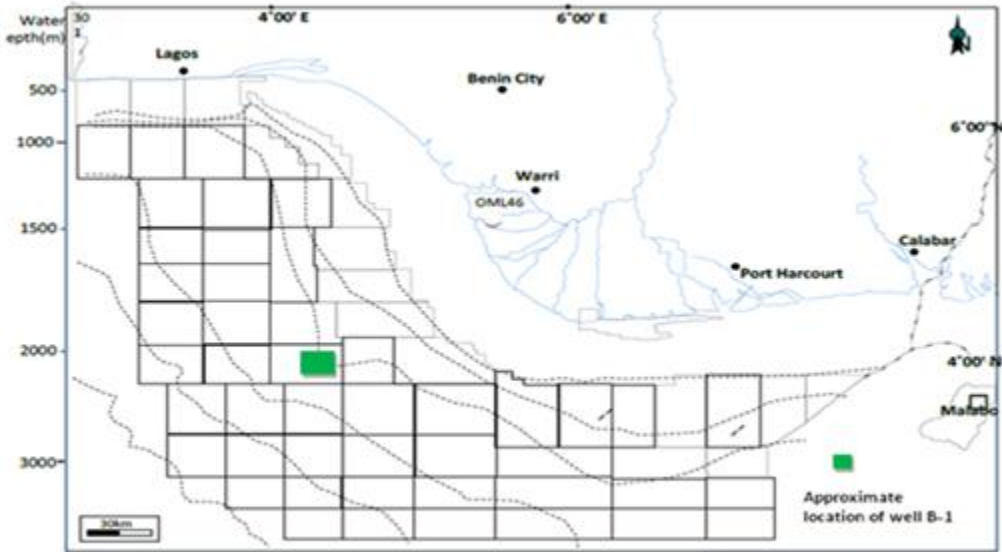 30
1
4°00' E
6°00' E
N
Water
epth(m)
Lagos
500
Benin City
1000
6°00' N
Warri
OML46
1500
Calabar
Port Harcourt
2000
4°00' N
Malabo
3000
Approximate
location of well B-1
30km